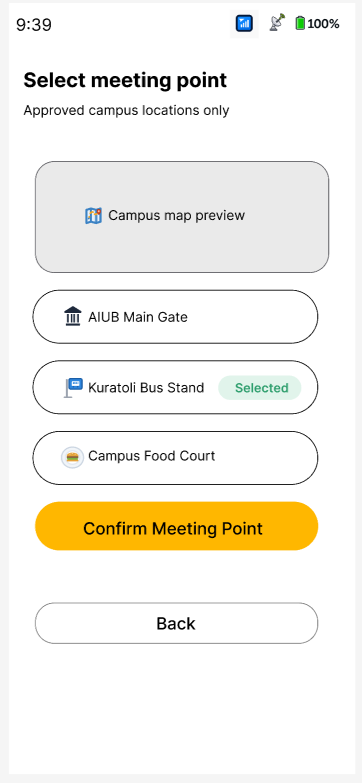 9:39
100%
Select meeting point
Approved campus locations only
Campus map preview
AIUB Main Gate
Kuratoli Bus Stand Selected
Campus Food Court
Confirm Meeting Point
Back